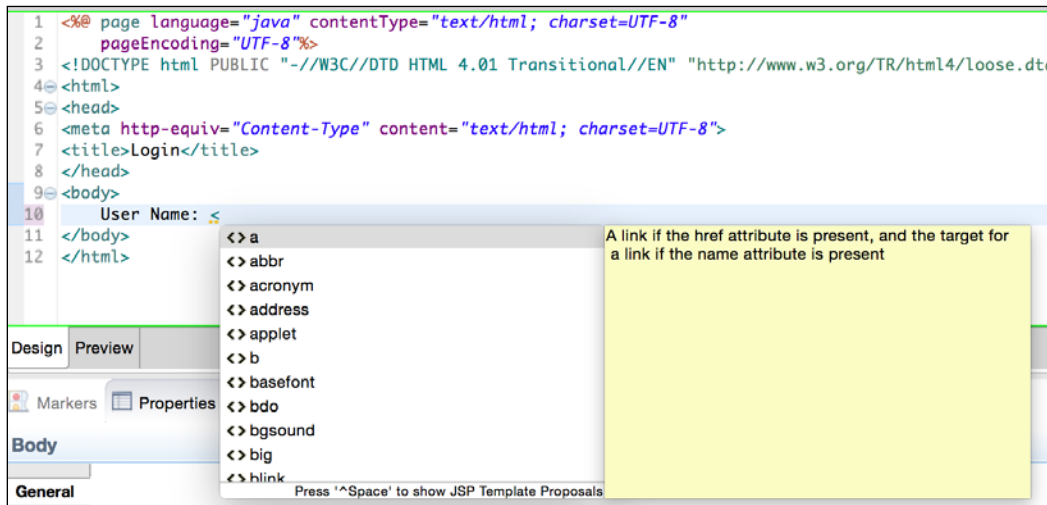 1 <%@ page language="java" contentType="text/html; charset=UTF-8"
2 pageEncoding="UTF-8"%>
3 <!DOCTYPE html PUBLIC "-//W3C//DTD HTML 4.01 Transitional//EN" "http://www.w3.org/TR/html4/loose.dtd
4 <html>
5 <head>
6 <meta http-equiv="Content-Type" content="text/html; charset=UTF-8">
7 <title>Login</title>
8 </head>
9 <body>
10 User Name: <
11 </body>
12 </html>
<> a
<> abbr
<> acronym
<> address
<> applet
<> b
<> basefont
<> bdo
<> bgsound
<> big
<> blink
Press '^Space' to show JSP Template Proposals
A link if the href attribute is present, and the target for
a link if the name attribute is present
Design Preview
Markers Properties
Body
General